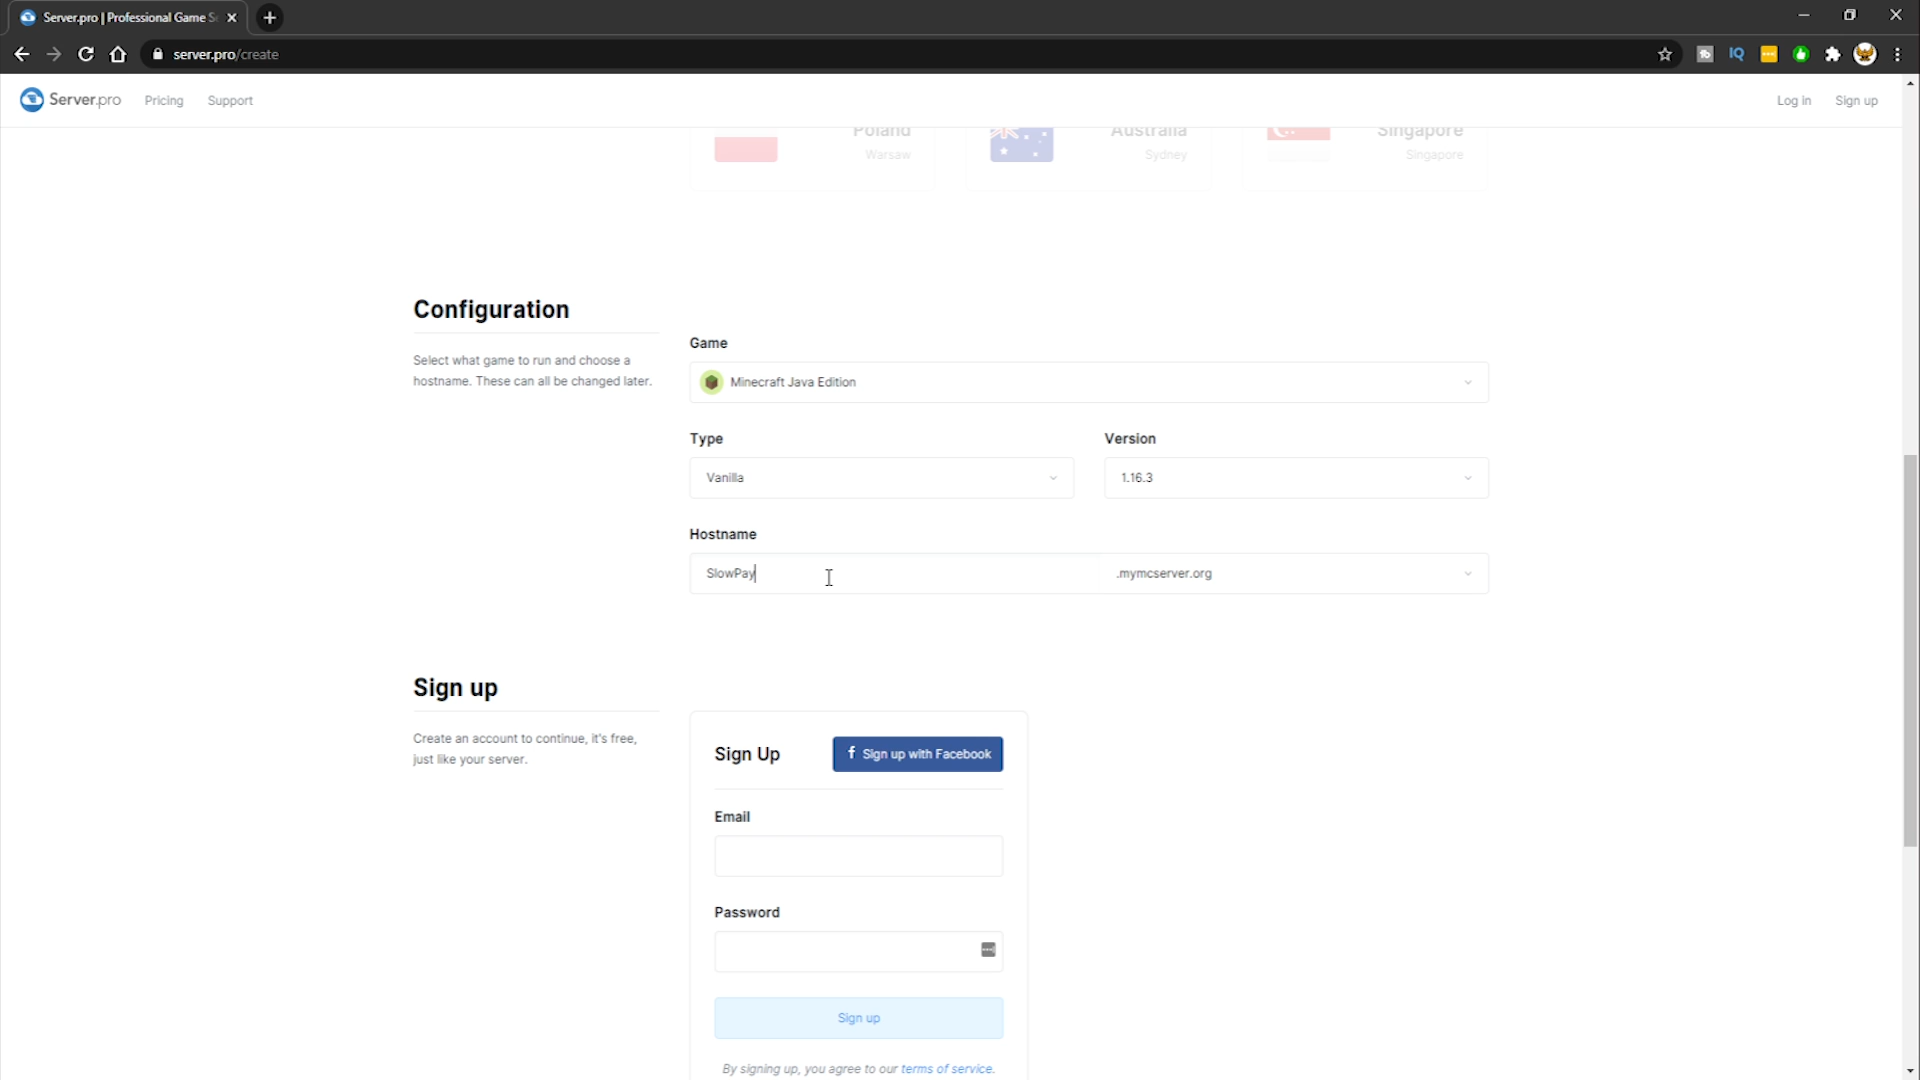 Server.pro | Professional Game S
server.pro/create
IQ
Server.pro
Pricing
Support
Log in
Sign up
Poland
Warsaw
Australia
Sydney
Singapore
Singapore
Configuration
Select what game to run and choose a
hostname. These can all be changed later.
Game
Minecraft Java Edition
Type
Version
Vanilla
1.16.3
Hostname
SlowPay
.mymcserver.org
Sign up
Create an account to continue, it's free,
just like your server.
Sign Up
f Sign up with Facebook
Email
Password
Sign up
By signing up, you agree to our terms of service.